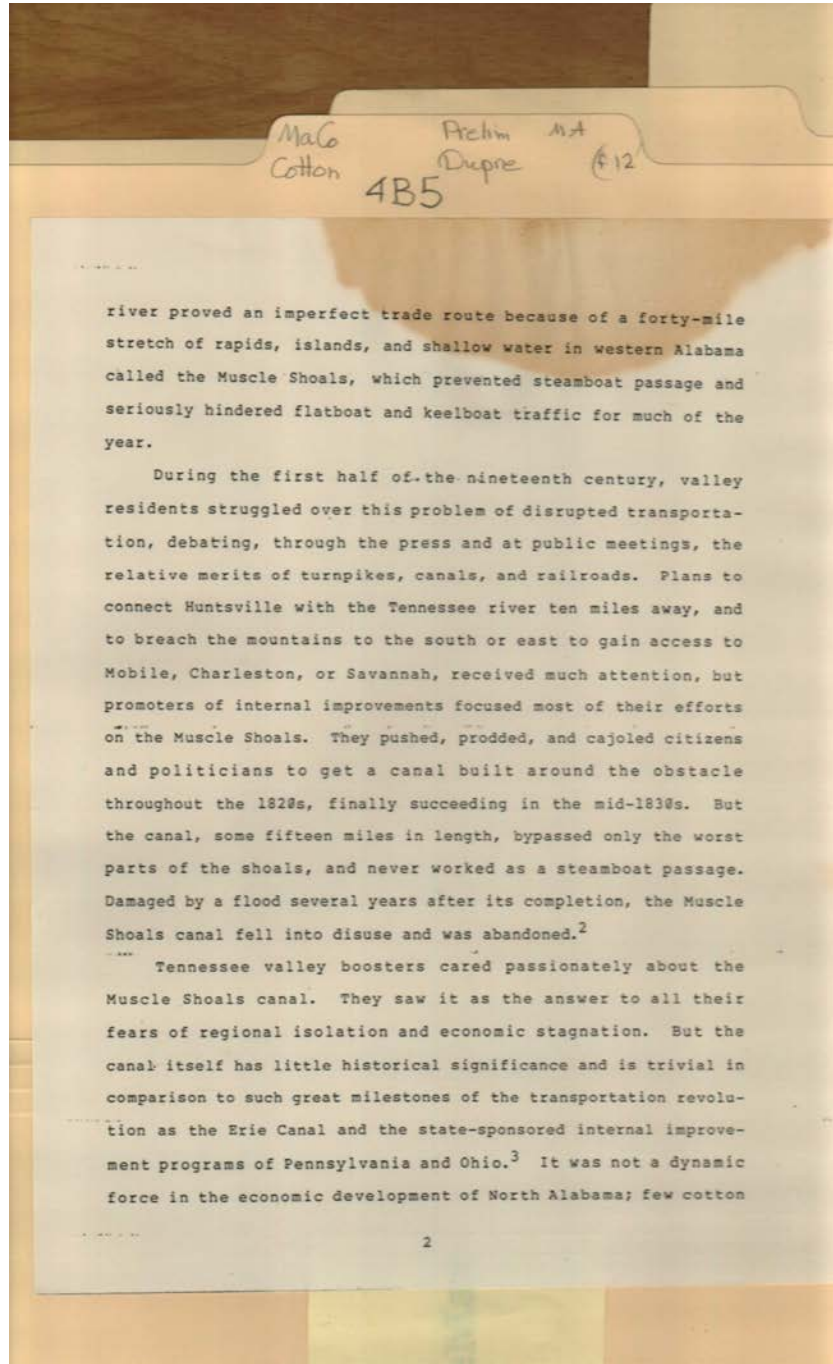 MaCo Prelim MA
Cotton Dupre 12
4B5
river proved an imperfect trade route because of a forty-mile
stretch of rapids, islands, and shallow water in western Alabama
called the Muscle Shoals, which prevented steamboat passage and
seriously hindered flatboat and keelboat traffic for much of the
year.
During the first half of the nineteenth century, valley
residents struggled over this problem of disrupted transporta-
tion, debating, through the press and at public meetings, the
relative merits of turnpikes, canals, and railroads. Plans to
connect Huntsville with the Tennessee river ten miles away, and
to breach the mountains to the south or east to gain access to
Mobile, Charleston, or Savannah, received much attention, but
promoters of internal improvements focused most of their efforts
on the Muscle Shoals. They pushed, prodded, and cajoled citizens
and politicians to get a canal built around the obstacle
throughout the 1820s, finally succeeding in the mid-1830s. But
the canal, some fifteen miles in length, bypassed only the worst
parts of the shoals, and never worked as a steamboat passage.
Damaged by a flood several years after its completion, the Muscle
Shoals canal fell into disuse and was abandoned.2
Tennessee valley boosters cared passionately about the
Muscle Shoals canal. They saw it as the answer to all their
fears of regional isolation and economic stagnation. But the
canal itself has little historical significance and is trivial in
comparison to such great milestones of the transportation revolu-
tion as the Erie Canal and the state-sponsored internal improve-
ment programs of Pennsylvania and Ohio.3 It was not a dynamic
force in the economic development of North Alabama; few cotton
2